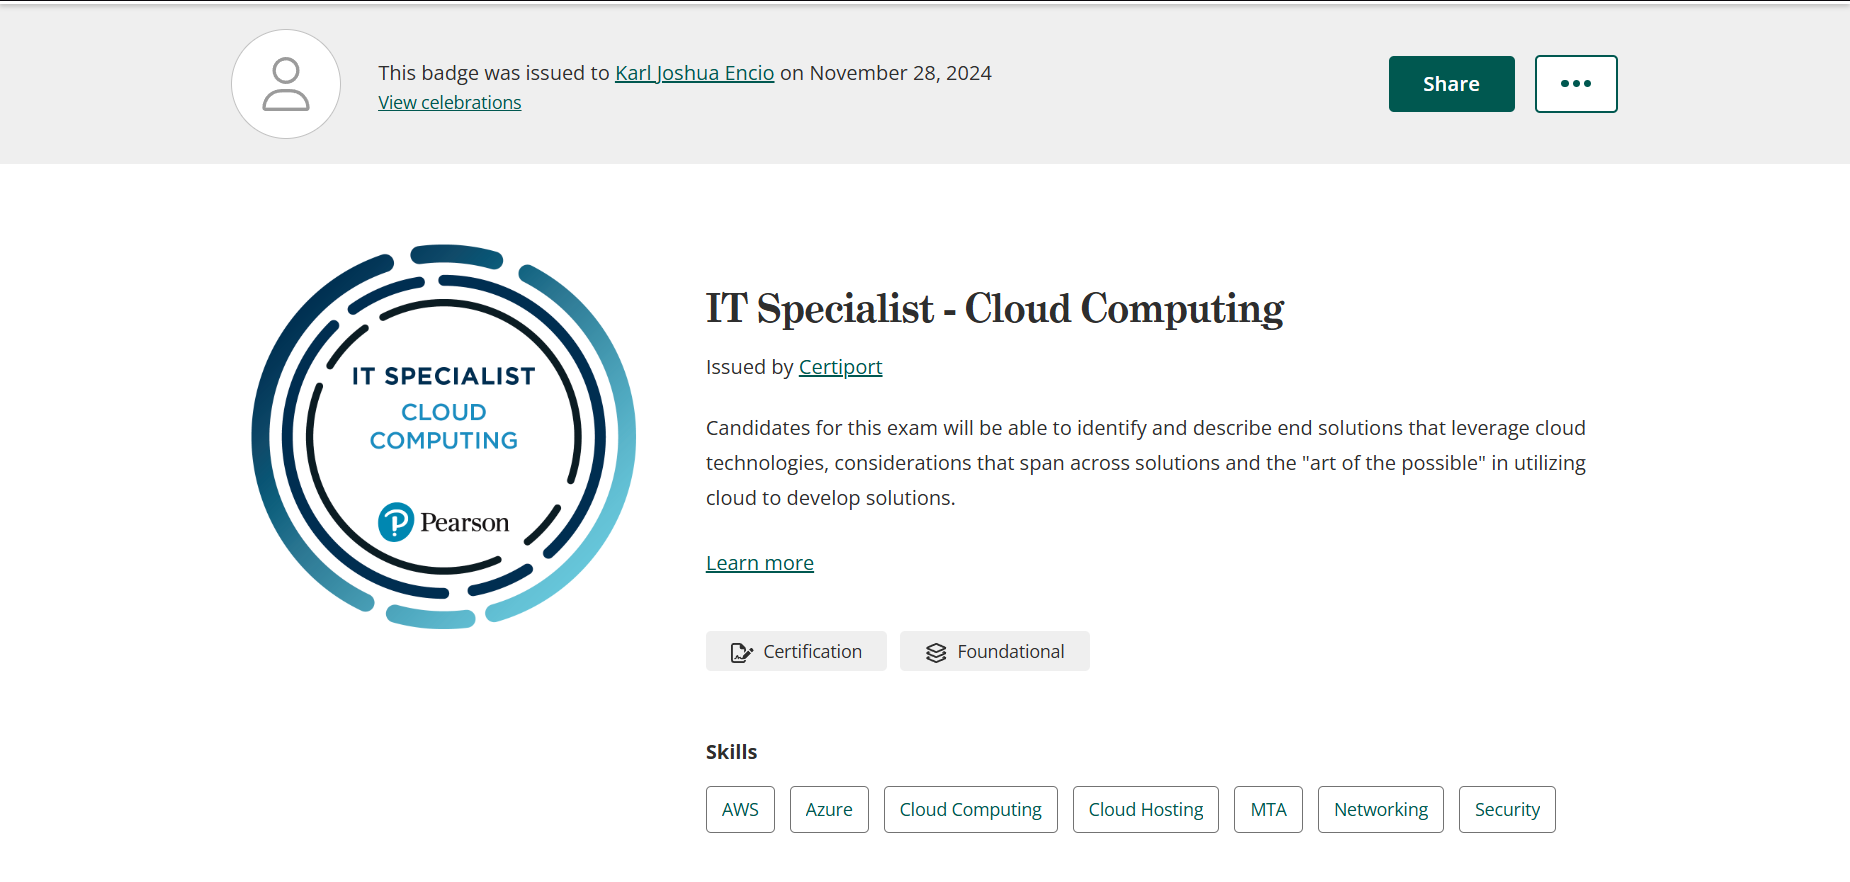 This badge was issued to Karl Joshua Encio on November 28, 2024
View celebrations
Share
IT SPECIALIST
CLOUD
COMPUTING
Pearson
IT Specialist - Cloud Computing
Issued by Certiport
Candidates for this exam will be able to identify and describe end solutions that leverage cloud
technologies, considerations that span across solutions and the "art of the possible" in utilizing
cloud to develop solutions.
Learn more
Certification
Foundational
Skills
AWS
Azure
Cloud Computing
Cloud Hosting
MTA
Networking
Security